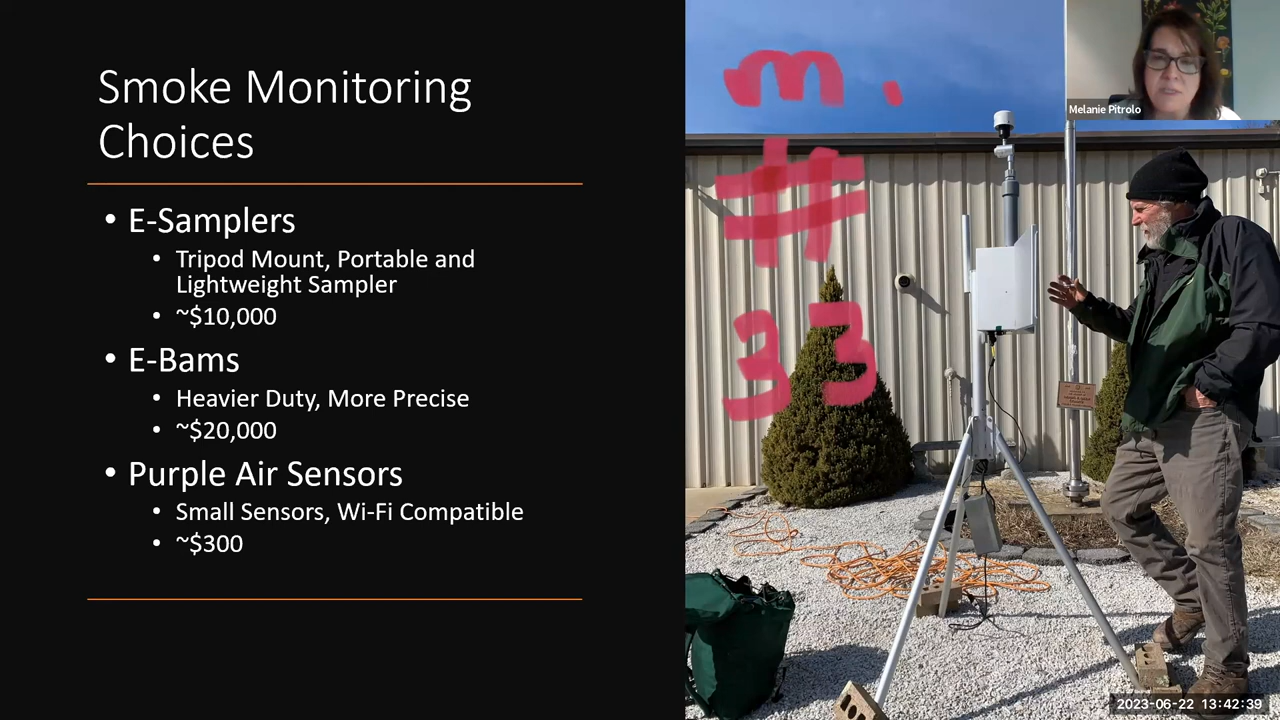 Smoke Monitoring
Choices
• E-Samplers
• Tripod Mount, Portable and
Lightweight Sampler
• ~$10,000
• E-Bams
• Heavier Duty, More Precise
• ~$20,000
• Purple Air Sensors
• Small Sensors, Wi-Fi Compatible
• ~$300
m.
#
33
Melanie Pitrolo
2023-06-22 13:42:39